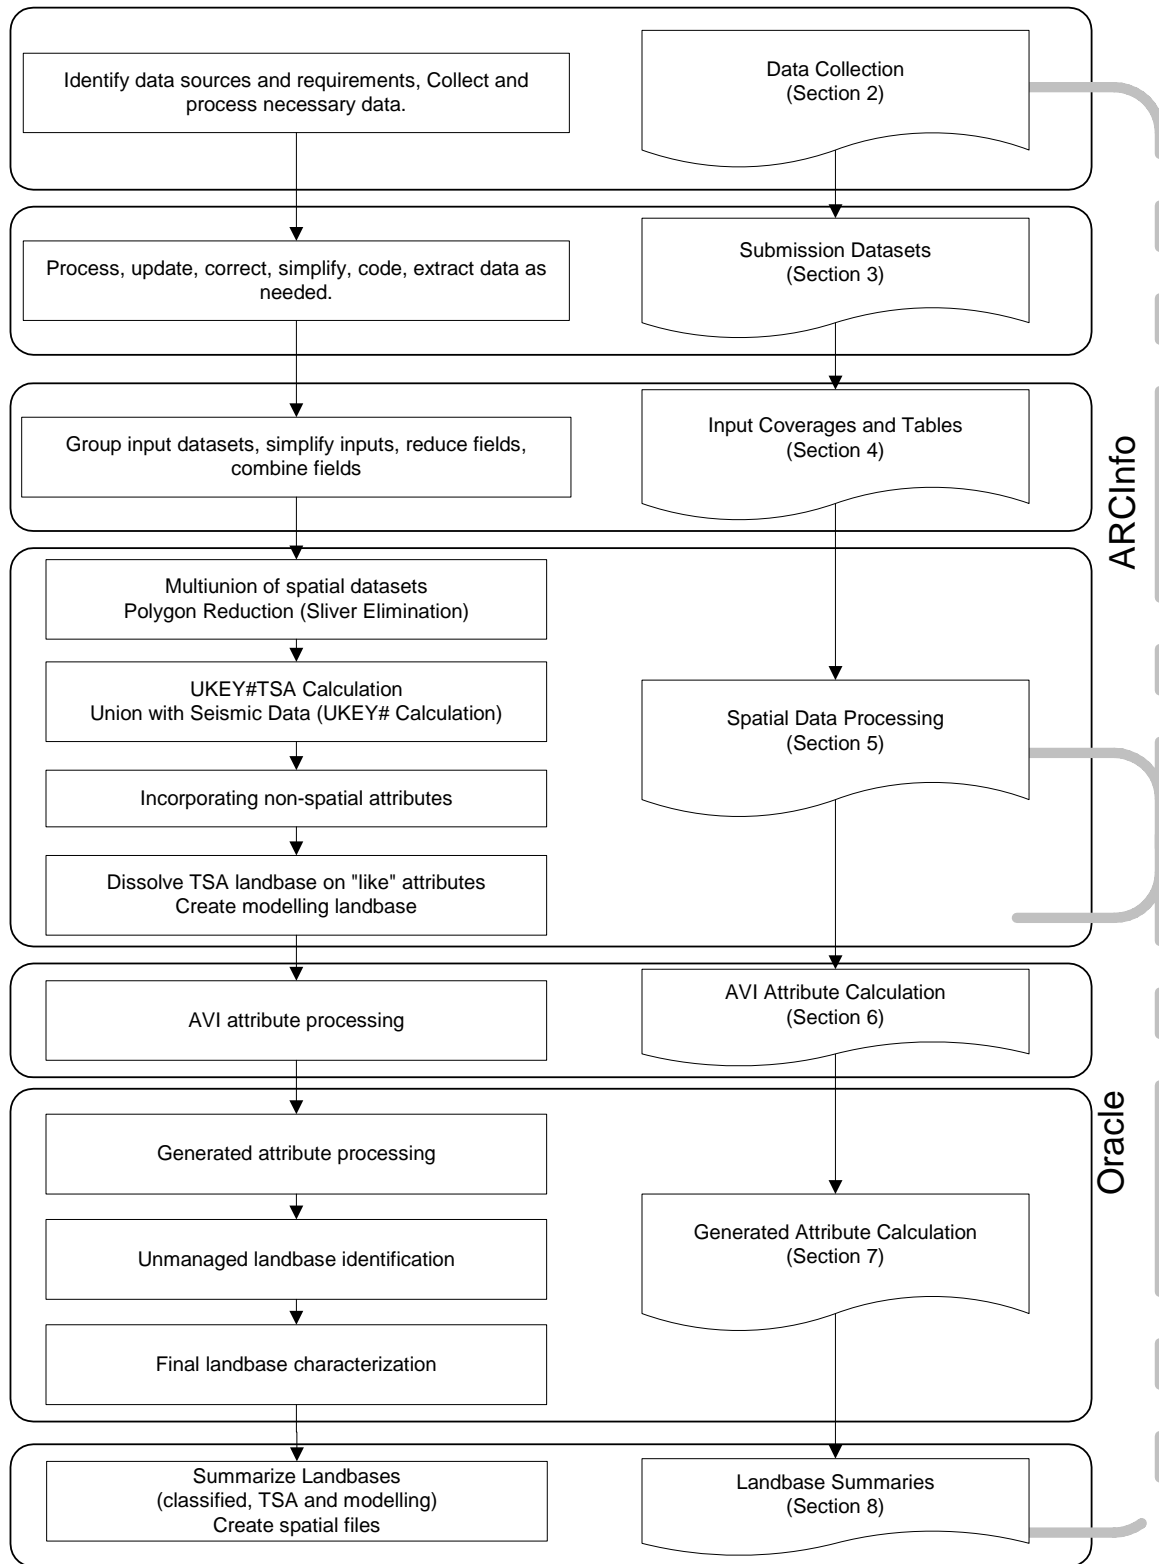 Identify data sources and requirements, Collect and
process necessary data.
Data Collection
(Section 2)
Process, update, correct, simplify, code, extract data as
needed.
Submission Datasets
(Section 3)
Group input datasets, simplify inputs, reduce fields,
combine fields
Input Coverages and Tables
(Section 4)
ARCInfo
Multiunion of spatial datasets
Polygon Reduction (Sliver Elimination)
UKEY#TSA Calculation
Union with Seismic Data (UKEY# Calculation)
Incorporating non-spatial attributes
Dissolve TSA landbase on "like" attributes
Create modelling landbase
Spatial Data Processing
(Section 5)
AVI attribute processing
AVI Attribute Calculation
(Section 6)
Oracle
Generated attribute processing
Unmanaged landbase identification
Final landbase characterization
Generated Attribute Calculation
(Section 7)
Summarize Landbases
(classified, TSA and modelling)
Create spatial files
Landbase Summaries
(Section 8)